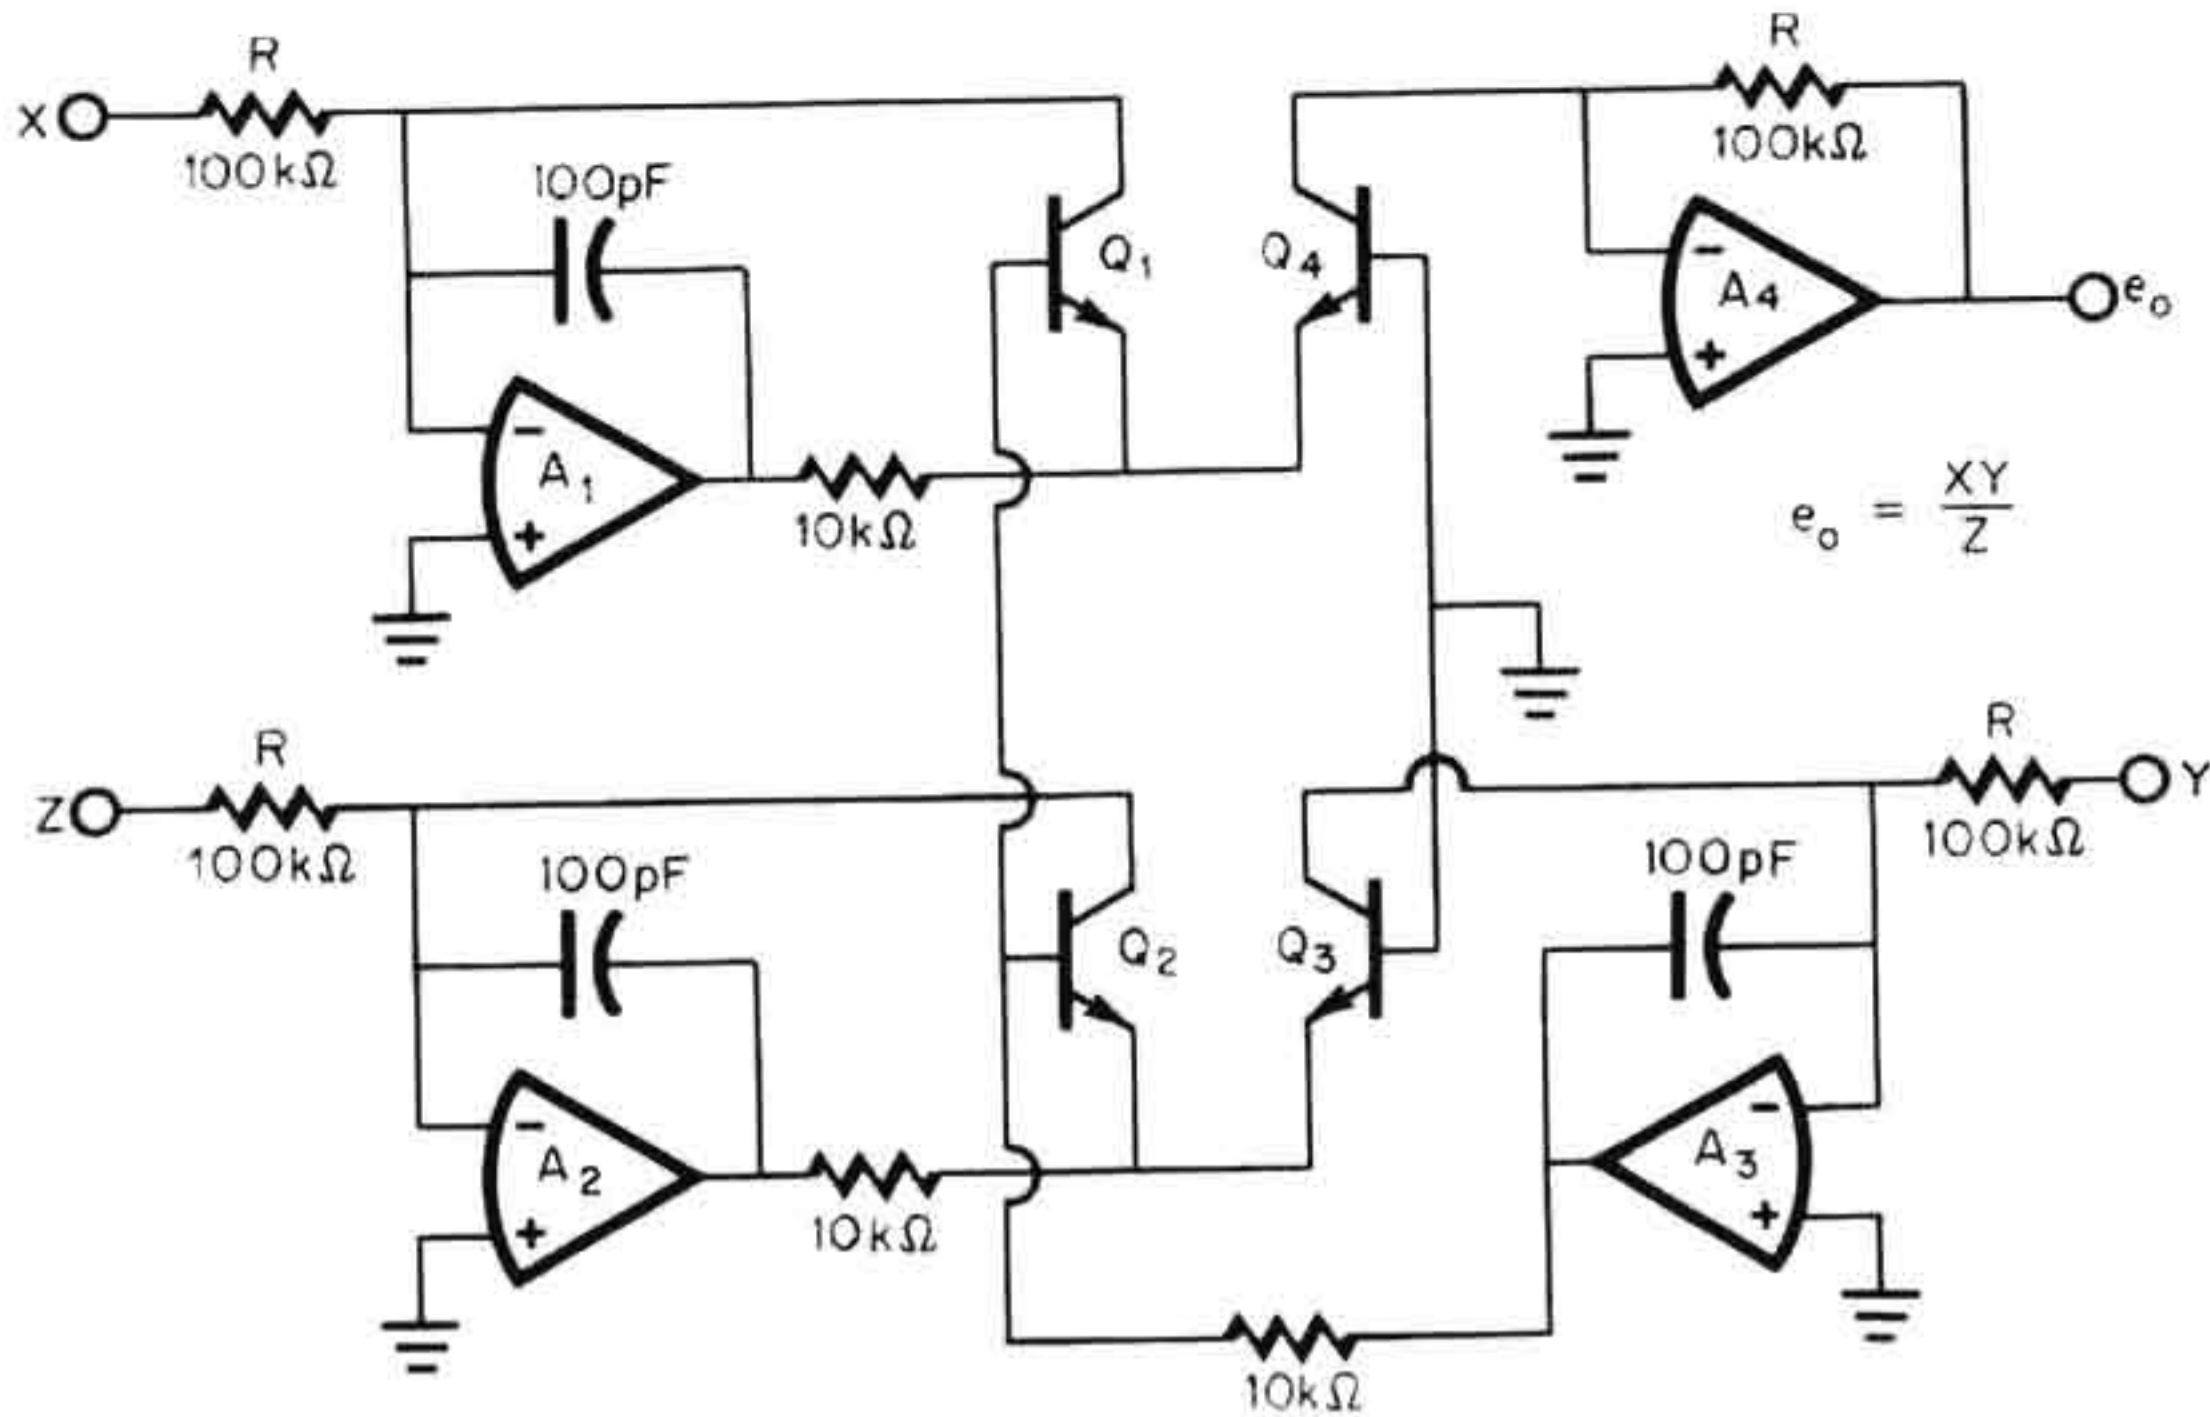 R
X
100kΩ
100pF
-
A1
+
10kΩ
Q1
Q4
R
100kΩ
-
A4
+
eo
eo = XY/Z
R
Z
100kΩ
100pF
-
A2
+
10kΩ
Q2
Q3
R
Y
100kΩ
100pF
-
A3
+
10kΩ